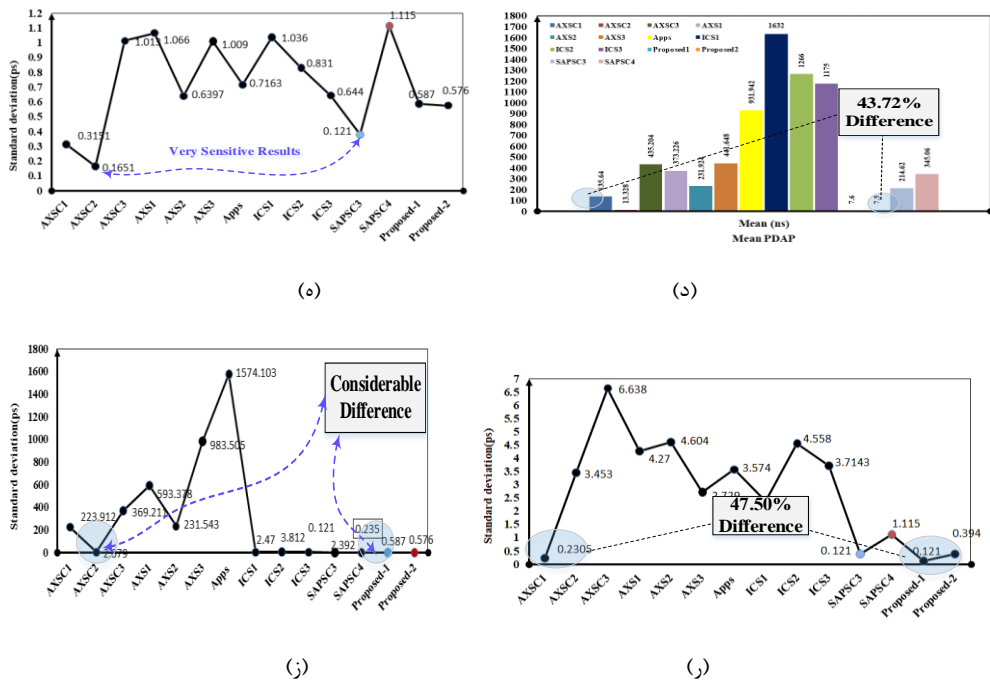 Standard deviation(ps)
1.2
1.1
1
0.9
0.8
0.7
0.6
0.5
0.4
0.3
0.2
0.1
0
0.3151
0.1651
1.013
1.066
0.6397
1.009
0.7163
1.036
0.831
0.644
0.121
1.115
0.587
0.576
Very Sensitive Results
AXSC1
AXSC2
AXSC3
AXS1
AXS2
AXS3
Apps
ICS1
ICS2
ICS3
SAPSC3
SAPSC4
Proposed-1
Proposed-2
(ه)
1800
1700
1600
1500
1400
1300
1200
1100
1000
900
800
700
600
500
400
300
200
100
0
AXSC1 AXSC2 AXSC3 AXS1
AXS2 AXS3 Apps ICS1
ICS2 ICS3 Proposed1 Proposed2
SAPSC3 SAPSC4
13.328
435.204
373.226
931.942
1632
1266
1175
7.6
214.62
345.06
43.72%
Difference
Mean (ns)
Mean PDAP
(د)
Standard deviation(ps)
1800
1600
1400
1200
1000
800
600
400
200
0
223.912
2.079
369.211
593.378
231.543
983.505
1574.103
2.47
3.812
0.121
2.392
0.235
0.587
0.576
Considerable
Difference
AXSC1
AXSC2
AXSC3
AXS1
AXS2
AXS3
Apps
ICS1
ICS2
ICS3
SAPSC3
SAPSC4
Proposed-1
Proposed-2
(ز)
Standard deviation(ps)
7
6.5
6
5.5
5
4.5
4
3.5
3
2.5
2
1.5
1
0.5
0
0.2305
3.453
6.638
4.27
4.604
3.574
4.558
3.7143
0.121
1.115
0.121
0.394
47.50%
Difference
AXSC1
AXSC2
AXSC3
AXS1
AXS2
AXS3
Apps
ICS1
ICS2
ICS3
SAPSC3
SAPSC4
Proposed-1
Proposed-2
(ر)